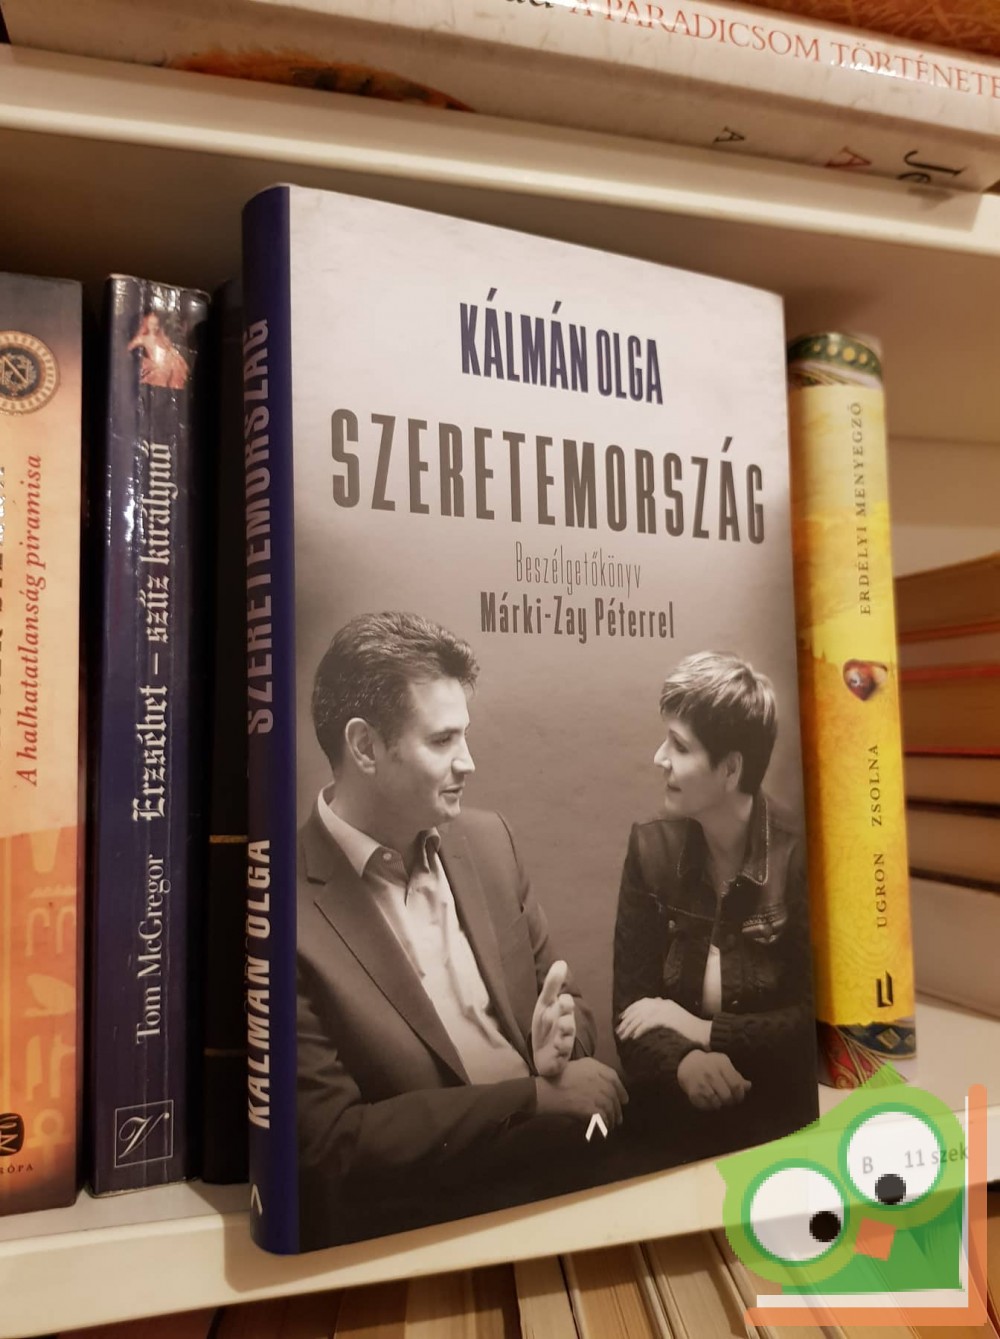 A PARADICSOM TÖRTÉNETE
KÁLMÁN OLGA
SZERETEMORSZÁG
Beszélgetőkönyv
Márki-Zay Péterrel
KÁLMÁN OLGA SZERETEMORSZÁG
Tom McGregor Erzsébet – szűz királynő
V
A halhatatlanság piramisa
UGRON ZSOLNA ERDÉLYI MENYEGZŐ
B 11 szek